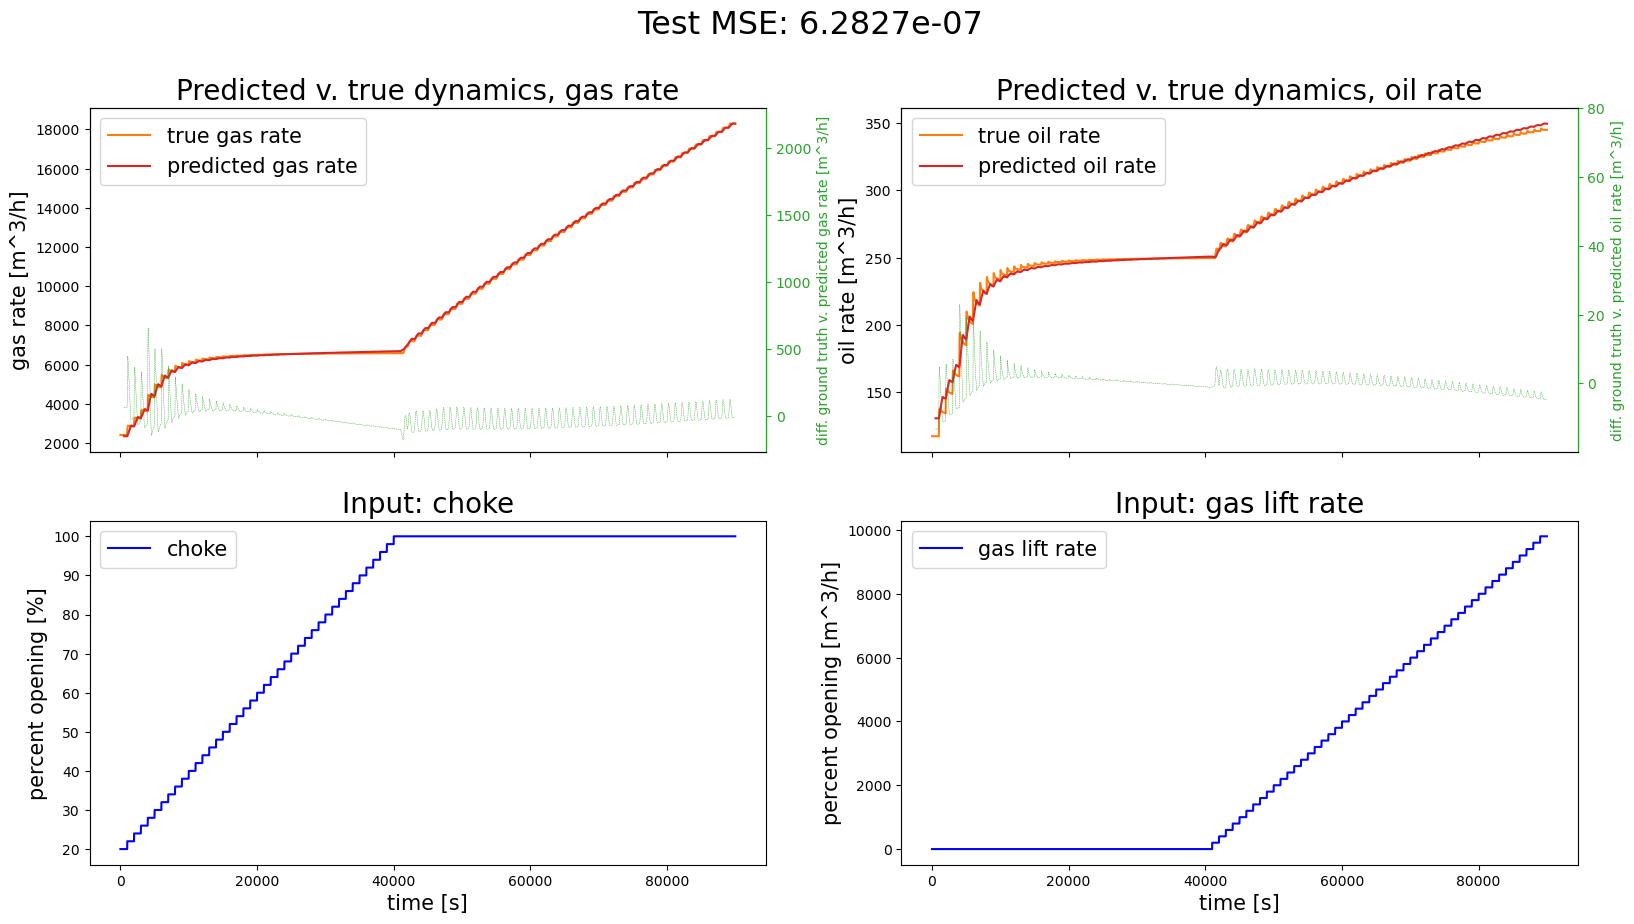 Test MSE: 6.2827e-07
Predicted v. true dynamics, gas rate
true gas rate
predicted gas rate
gas rate [m^3/h]
18000
16000
14000
12000
10000
8000
6000
4000
2000
2000
1500
1000
500
0
diff. ground truth v. predicted gas rate [m^3/h]
Predicted v. true dynamics, oil rate
true oil rate
predicted oil rate
oil rate [m^3/h]
350
300
250
200
150
80
60
40
20
0
diff. ground truth v. predicted oil rate [m^3/h]
Input: choke
choke
percent opening [%]
100
90
80
70
60
50
40
30
20
0 20000 40000 60000 80000
time [s]
Input: gas lift rate
gas lift rate
percent opening [m^3/h]
10000
8000
6000
4000
2000
0
0 20000 40000 60000 80000
time [s]